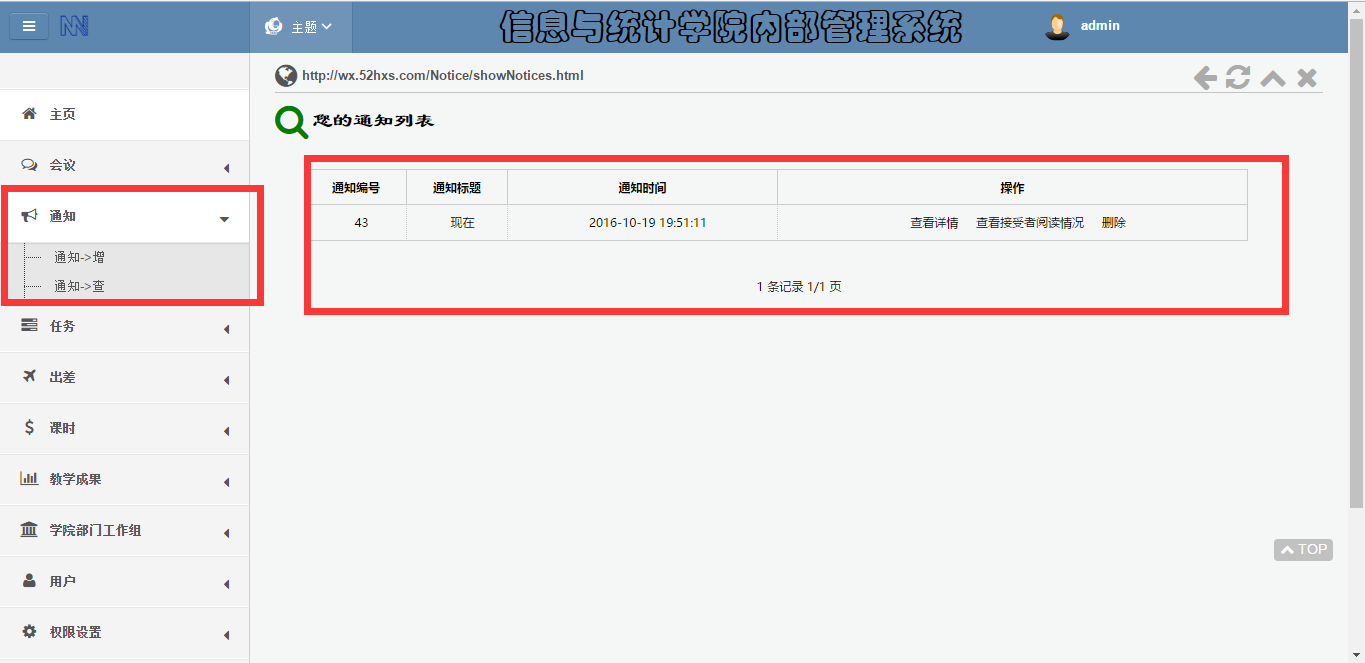 主题
信息与统计学院内部管理系统
admin
http://wx.52hxs.com/Notice/showNotices.html
您的通知列表
主页
会议
通知
通知->增
通知->查
任务
出差
课时
教学成果
学院部门工作组
用户
权限设置
通知编号 通知标题 通知时间 操作
43 现在 2016-10-19 19:51:11 查看详情 查看接受者阅读情况 删除
1 条记录 1/1 页
TOP